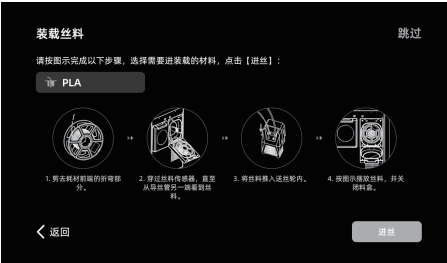 装载丝料
跳过
请按图示完成以下步骤，选择需要进装载的材料，点击【进丝】：
PLA
1. 剪去耗材前端的折弯部
分。
2. 穿过丝料传感器，直至
从导丝管另一端看到丝
料。
3. 将丝料推入送丝轮内。
4. 按图示摆放丝料，并关
闭料盒。
返回
进丝